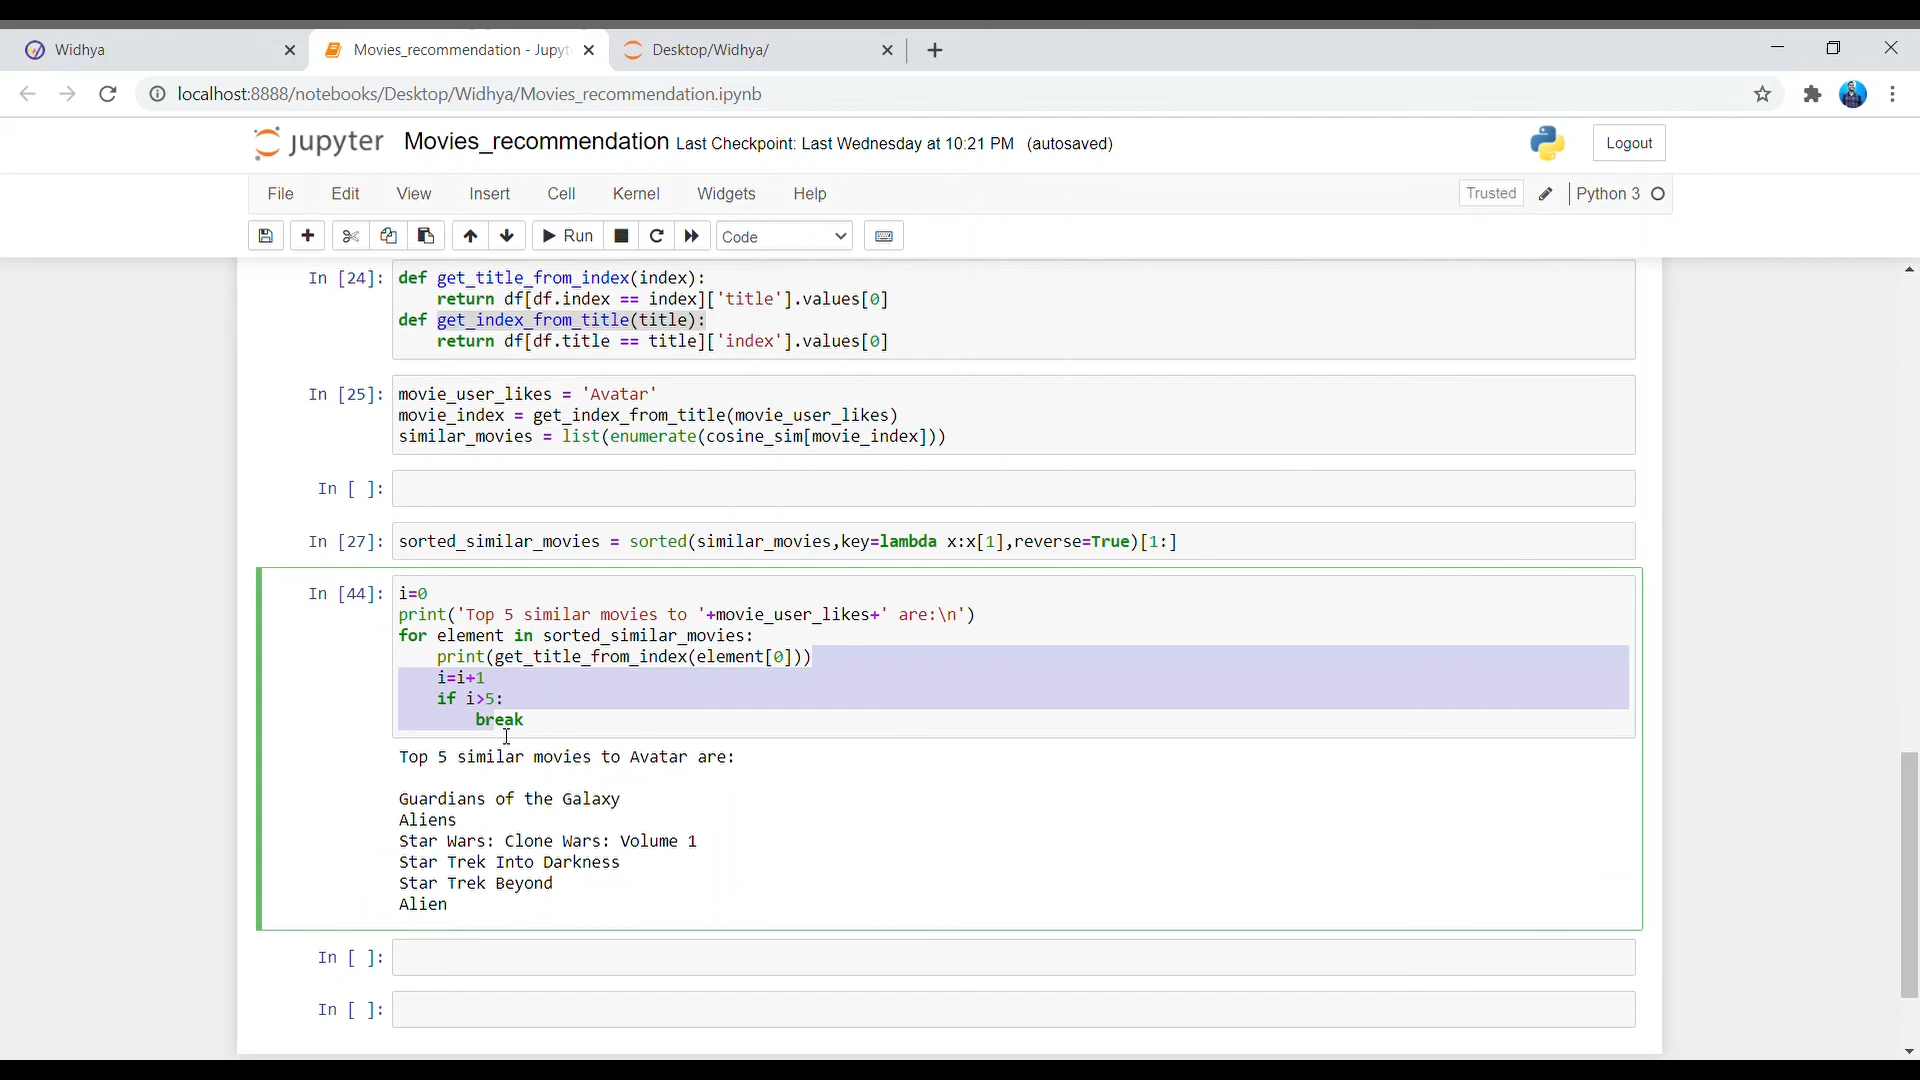 Widhya
Movies_recommendation - Jupyt
Desktop/Widhya/
localhost:8888/notebooks/Desktop/Widhya/Movies_recommendation.ipynb
jupyter Movies_recommendation Last Checkpoint: Last Wednesday at 10:21 PM (autosaved)
Logout
File Edit View Insert Cell Kernel Widgets Help
Trusted
Python 3
Run
Code
In [24]: def get_title_from_index(index):
    return df[df.index == index]['title'].values[0]
def get_index_from_title(title):
    return df[df.title == title]['index'].values[0]
In [25]: movie_user_likes = 'Avatar'
movie_index = get_index_from_title(movie_user_likes)
similar_movies = list(enumerate(cosine_sim[movie_index]))
In [ ]:
In [27]: sorted_similar_movies = sorted(similar_movies,key=lambda x:x[1],reverse=True)[1:]
In [44]: i=0
print('Top 5 similar movies to '+movie_user_likes+' are:\n')
for element in sorted_similar_movies:
    print(get_title_from_index(element[0]))
    i=i+1
    if i>5:
        break
Top 5 similar movies to Avatar are:
Guardians of the Galaxy
Aliens
Star Wars: Clone Wars: Volume 1
Star Trek Into Darkness
Star Trek Beyond
Alien
In [ ]:
In [ ]: